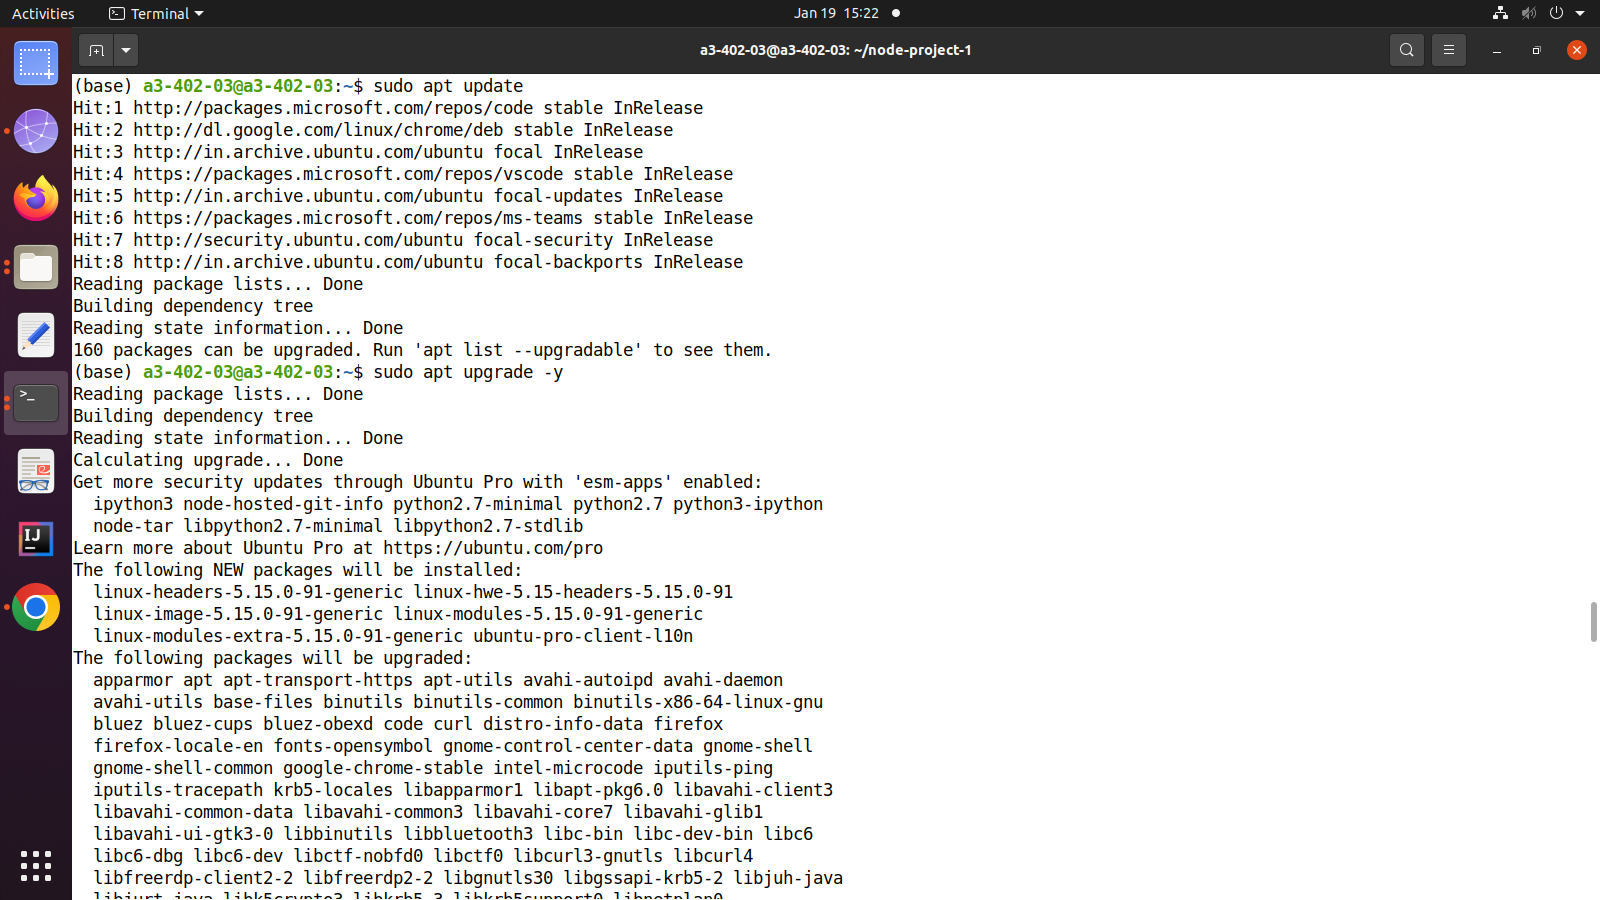 Activities
Terminal
Jan 19 15:22
a3-402-03@a3-402-03: ~/node-project-1
(base) a3-402-03@a3-402-03:~$ sudo apt update
Hit:1 http://packages.microsoft.com/repos/code stable InRelease
Hit:2 http://dl.google.com/linux/chrome/deb stable InRelease
Hit:3 http://in.archive.ubuntu.com/ubuntu focal InRelease
Hit:4 https://packages.microsoft.com/repos/vscode stable InRelease
Hit:5 http://in.archive.ubuntu.com/ubuntu focal-updates InRelease
Hit:6 https://packages.microsoft.com/repos/ms-teams stable InRelease
Hit:7 http://security.ubuntu.com/ubuntu focal-security InRelease
Hit:8 http://in.archive.ubuntu.com/ubuntu focal-backports InRelease
Reading package lists... Done
Building dependency tree
Reading state information... Done
160 packages can be upgraded. Run 'apt list --upgradable' to see them.
(base) a3-402-03@a3-402-03:~$ sudo apt upgrade -y
Reading package lists... Done
Building dependency tree
Reading state information... Done
Calculating upgrade... Done
Get more security updates through Ubuntu Pro with 'esm-apps' enabled:
  ipython3 node-hosted-git-info python2.7-minimal python2.7 python3-ipython
  node-tar libpython2.7-minimal libpython2.7-stdlib
Learn more about Ubuntu Pro at https://ubuntu.com/pro
The following NEW packages will be installed:
  linux-headers-5.15.0-91-generic linux-hwe-5.15-headers-5.15.0-91
  linux-image-5.15.0-91-generic linux-modules-5.15.0-91-generic
  linux-modules-extra-5.15.0-91-generic ubuntu-pro-client-l10n
The following packages will be upgraded:
  apparmor apt apt-transport-https apt-utils avahi-autoipd avahi-daemon
  avahi-utils base-files binutils binutils-common binutils-x86-64-linux-gnu
  bluez bluez-cups bluez-obexd code curl distro-info-data firefox
  firefox-locale-en fonts-opensymbol gnome-control-center-data gnome-shell
  gnome-shell-common google-chrome-stable intel-microcode iputils-ping
  iputils-tracepath krb5-locales libapparmor1 libapt-pkg6.0 libavahi-client3
  libavahi-common-data libavahi-common3 libavahi-core7 libavahi-glib1
  libavahi-ui-gtk3-0 libbinutils libbluetooth3 libc-bin libc-dev-bin libc6
  libc6-dbg libc6-dev libctf-nobfd0 libctf0 libcurl3-gnutls libcurl4
  libfreerdp-client2-2 libfreerdp2-2 libgnutls30 libgssapi-krb5-2 libjuh-java
  libjurt-java libk5crypto3 libkrb5-3 libkrb5support0 libnetplan0
>_
IJ